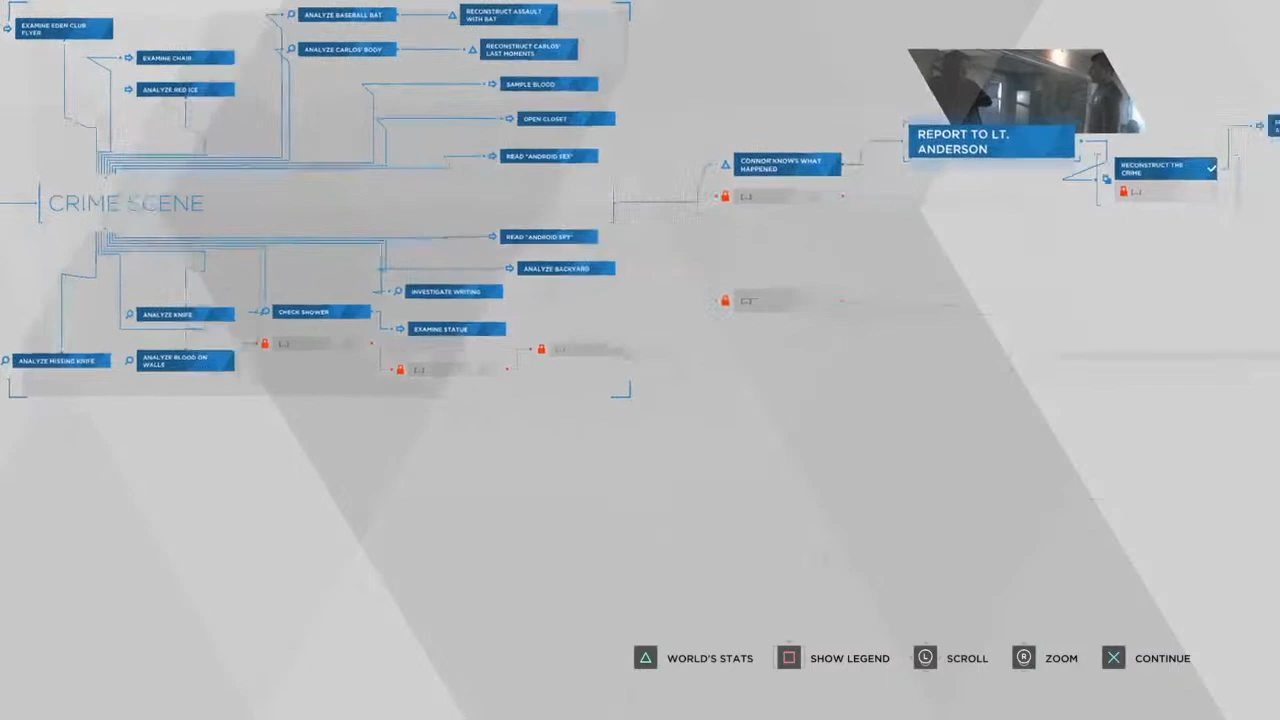 EXAMINE EDEN CLUB
FLYER
EXAMINE CHAIR
ANALYZE RED ICE
ANALYZE BASEBALL BAT
ANALYZE CARLOS' BODY
RECONSTRUCT ASSAULT
WITH BAT
RECONSTRUCT CARLOS'
LAST MOMENTS
SAMPLE BLOOD
OPEN CLOSET
READ "ANDROID SEX"
CRIME SCENE
READ "ANDROID SPY"
ANALYZE BACKYARD
INVESTIGATE WRITING
ANALYZE KNIFE
CHECK SHOWER
EXAMINE STATUE
ANALYZE MISSING KNIFE
ANALYZE BLOOD ON
WALLS
[...]
[...]
[...]
CONNOR KNOWS WHAT
HAPPENED
[...]
[...]
REPORT TO LT.
ANDERSON
RECONSTRUCT THE
CRIME
[...]
WORLD'S STATS
SHOW LEGEND
L
SCROLL
R
ZOOM
CONTINUE